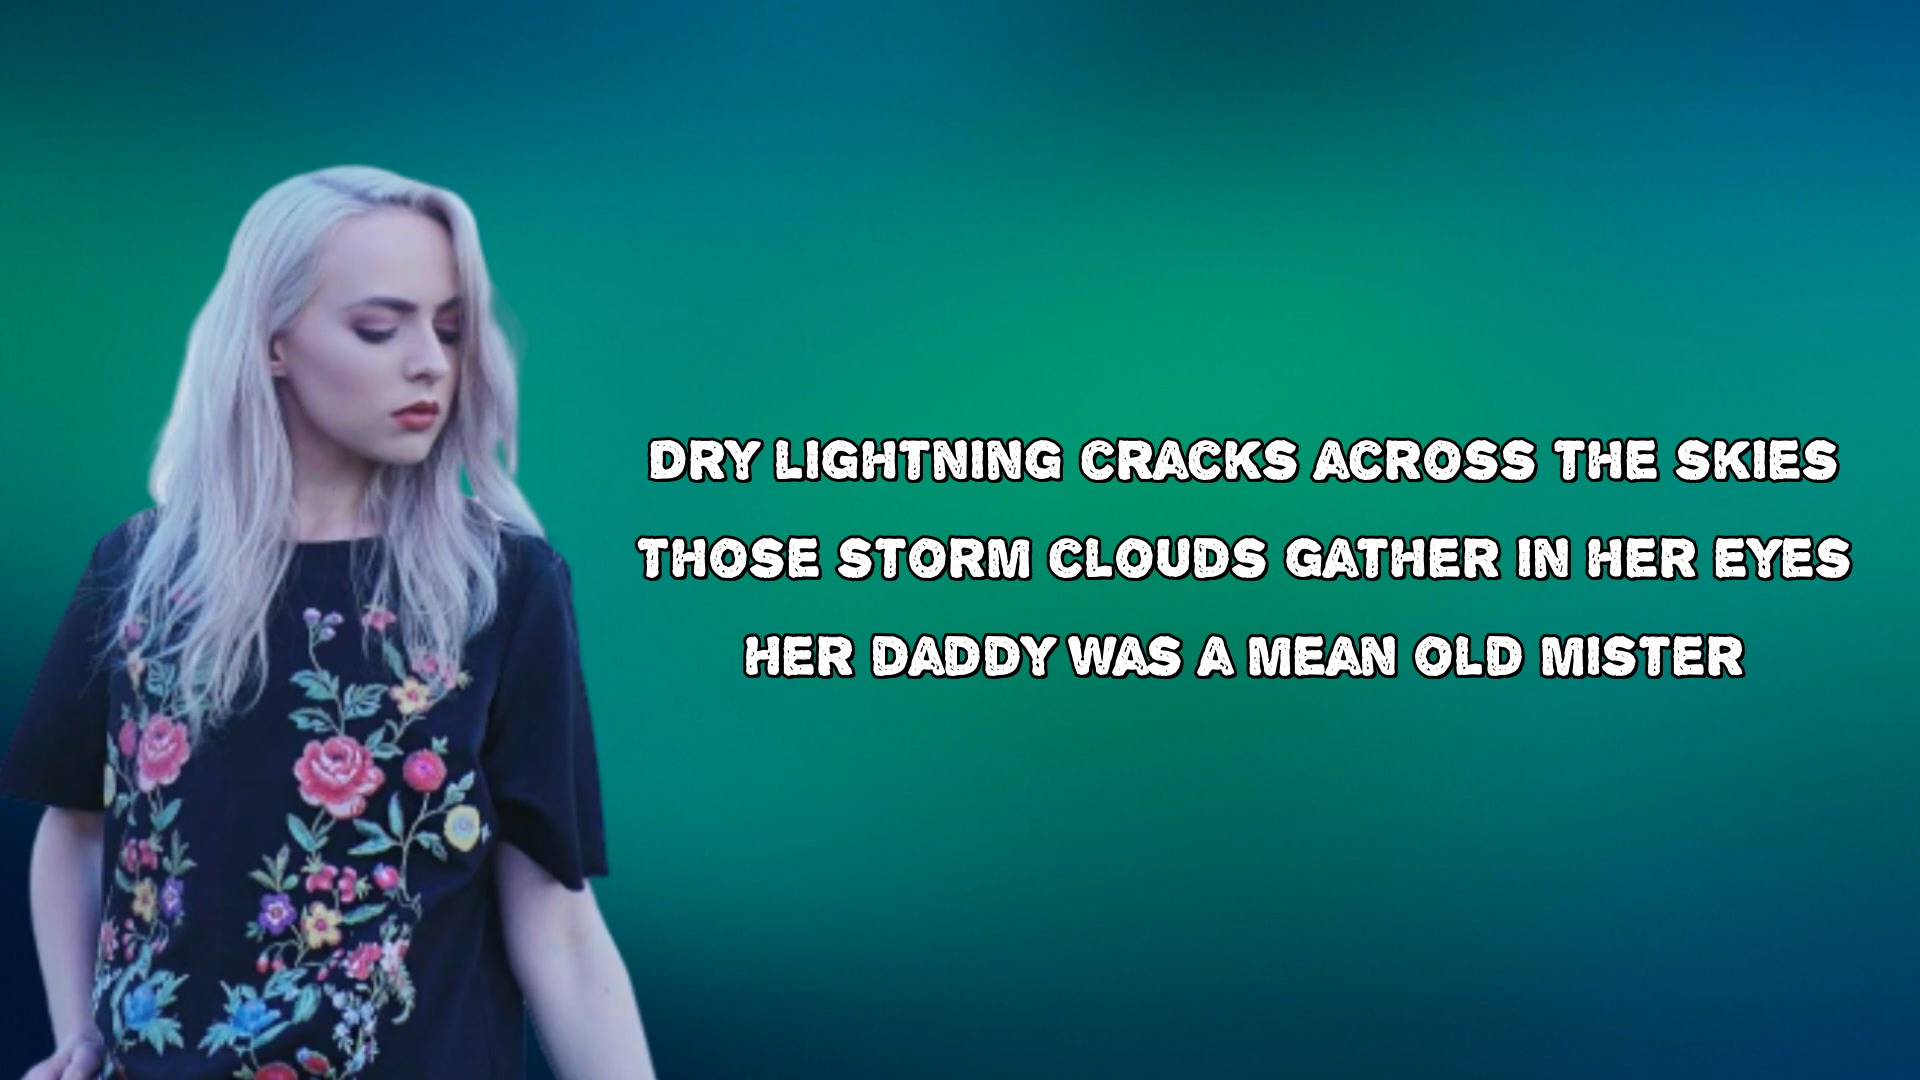 DRY LIGHTNING CRACKS ACROSS THE SKIES
THOSE STORM CLOUDS GATHER IN HER EYES
HER DADDY WAS A MEAN OLD MISTER